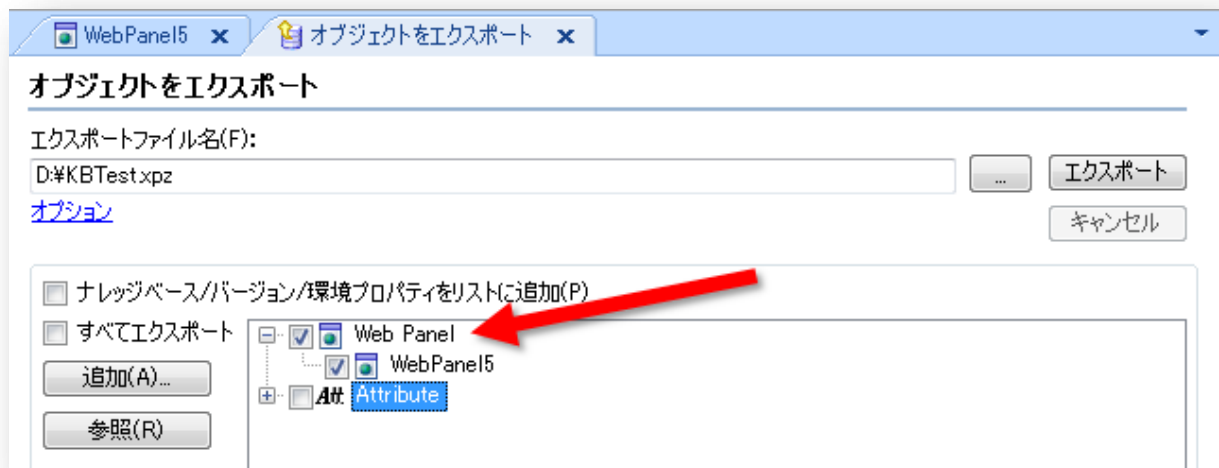 WebPanel5 x オブジェクトをエクスポート x
オブジェクトをエクスポート
エクスポートファイル名(F):
D:¥KBTest.xpz ... エクスポート
オプション キャンセル
ナレッジベース/バージョン/環境プロパティをリストに追加(P)
すべてエクスポート Web Panel
WebPanel5
追加(A)... Att Attribute
参照(R)